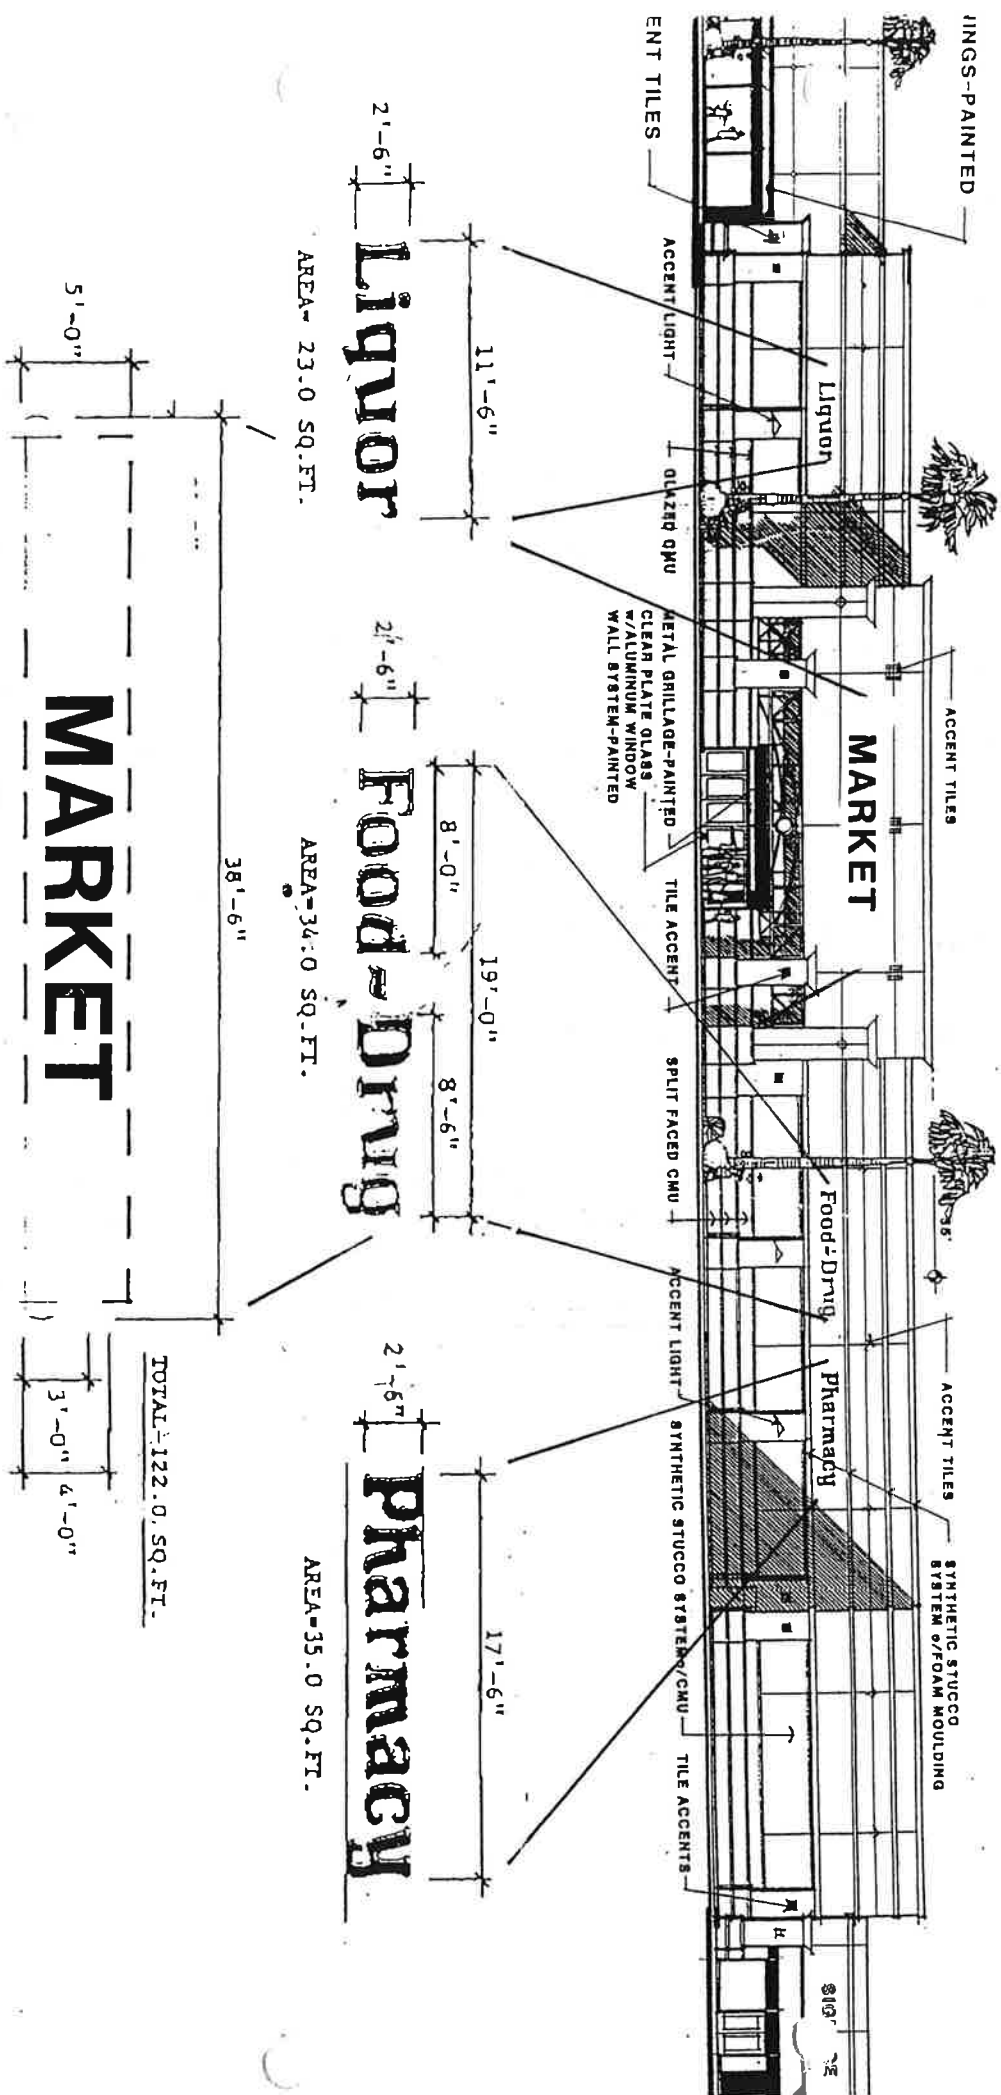 INGS-PAINTED
ENT TILES
ACCENT TILES
35'
ACCENT TILES
SYNTHETIC STUCCO
SYSTEM o/FOAM MOULDING
Liquor
MARKET
Food-Drug
Pharmacy
ACCENT LIGHT
GLAZED CMU
METAL GRILLAGE-PAINTED
CLEAR PLATE GLASS
w/ALUMINUM WINDOW
WALL SYSTEM-PAINTED
TILE ACCENT
SPLIT FACED CMU
ACCENT LIGHT
SYNTHETIC STUCCO SYSTEM o/CMU
TILE ACCENTS
2'-6"
11'-6"
Liquor
AREA= 23.0 SQ.FT.
2'-6"
19'-0"
8'-0"
8'-6"
Food-Drug
AREA=34.0 SQ.FT.
2'-6"
17'-6"
Pharmacy
AREA=35.0 SQ.FT.
5'-0"
38'-6"
MARKET
3'-0"
4'-0"
TOTAL=122.0.SQ.FT.